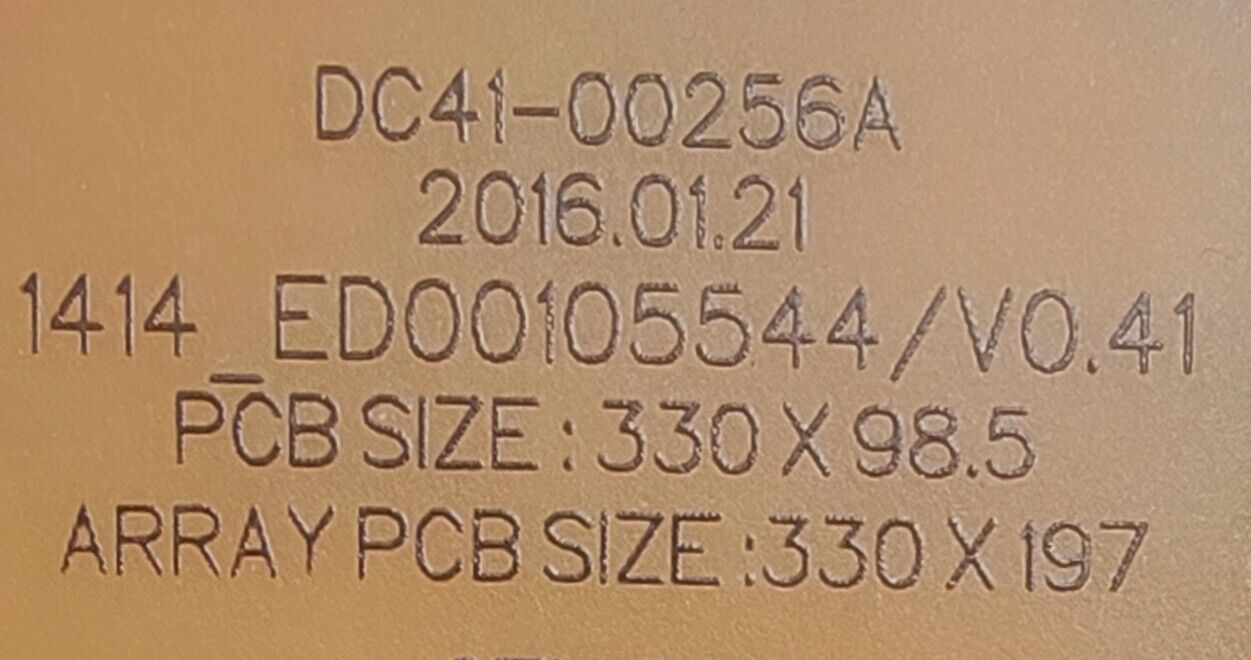 DC41-00256A
2016.01.21
1414_ED00105544/V0.41
PCB SIZE : 330 X 98.5
ARRAY PCB SIZE :330 X 197